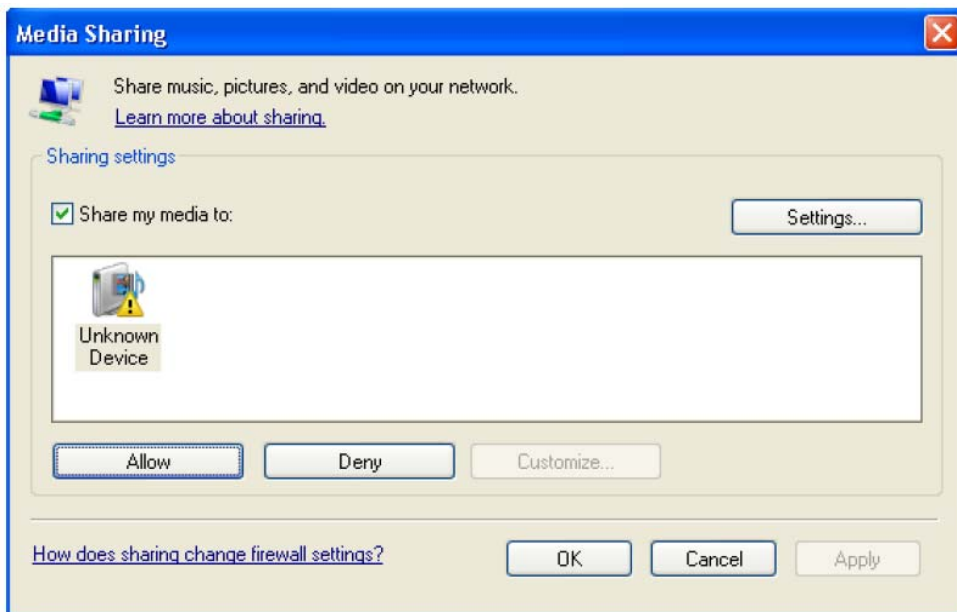 Media Sharing
Share music, pictures, and video on your network.
Learn more about sharing.
Sharing settings
Share my media to:
Settings...
Unknown
Device
Allow
Deny
Customize...
How does sharing change firewall settings?
OK
Cancel
Apply